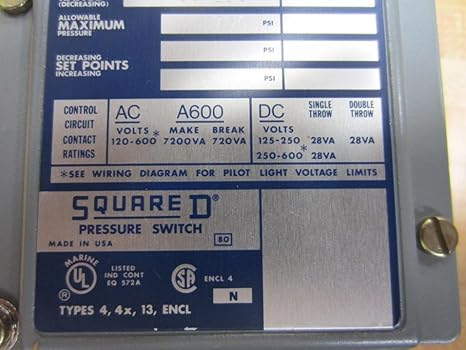 (DECREASING)
ALLOWABLE
MAXIMUM
PRESSURE
PSI
DECREASING
SET POINTS
INCREASING
PSI
CONTROL CIRCUIT CONTACT RATINGS
AC A600
VOLTS MAKE BREAK
120-600* 7200VA 720VA
DC SINGLE THROW DOUBLE THROW
VOLTS
125-250 28VA 28VA
250-600* 28VA
*SEE WIRING DIAGRAM FOR PILOT LIGHT VOLTAGE LIMITS
SQUARE D®
PRESSURE SWITCH
MADE IN USA 80
MARINE
UL ®
LISTED
IND CONT
EQ 572A
SA
ENCL 4
N
TYPES 4, 4x, 13, ENCL